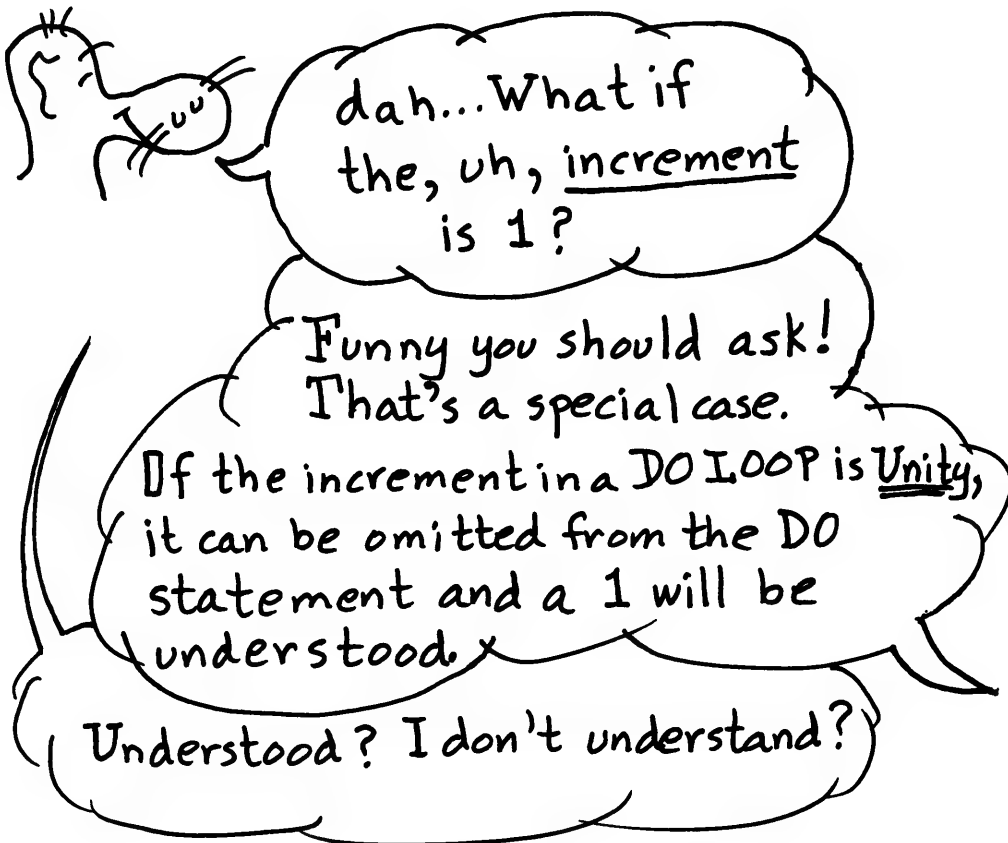 dah...What if
the, uh, increment
is 1?
Funny you should ask!
That's a special case.
If the increment in a DO LOOP is Unity,
it can be omitted from the DO
statement and a 1 will be
understood.
Understood? I don't understand?